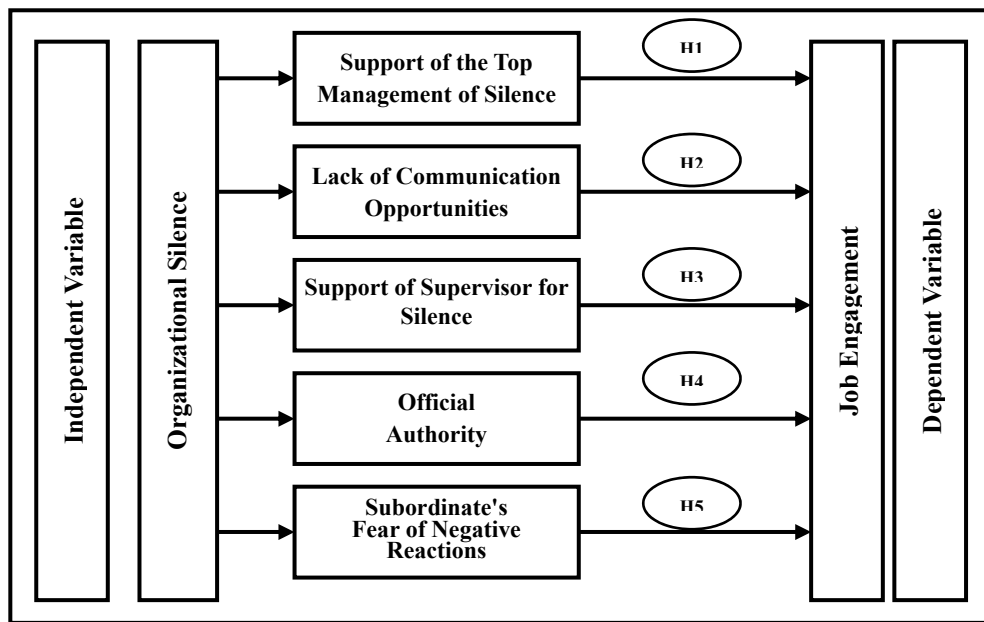 Independent Variable
Organizational Silence
Support of the Top
Management of Silence
H1
Lack of Communication
Opportunities
H2
Support of Supervisor for
Silence
H3
Official
Authority
H4
Subordinate's
Fear of Negative
Reactions
H5
Job Engagement
Dependent Variable